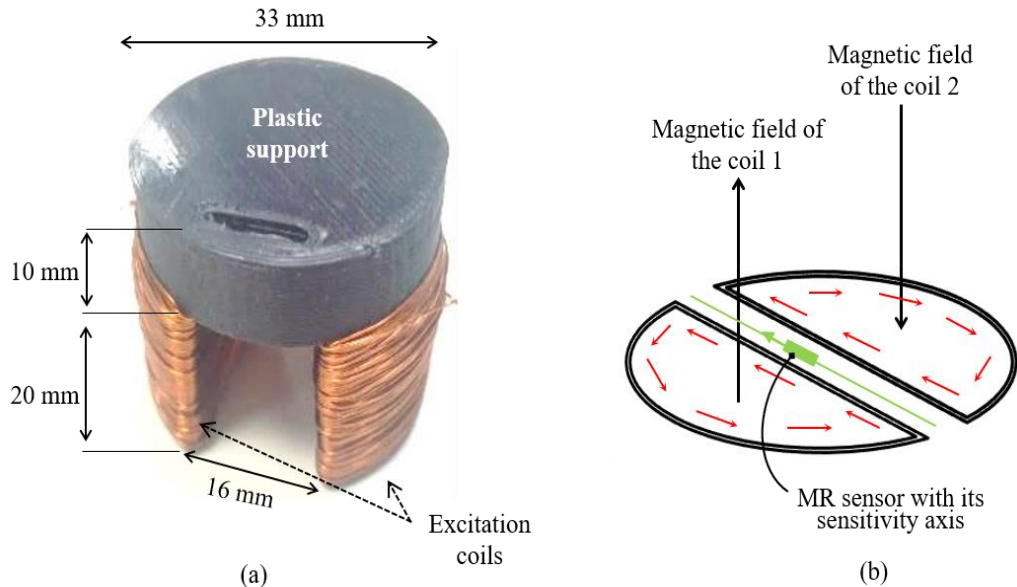 33 mm
Plastic
support
10 mm
20 mm
16 mm
Excitation
coils
(a)
Magnetic field
of the coil 2
Magnetic field of
the coil 1
MR sensor with its
sensitivity axis
(b)